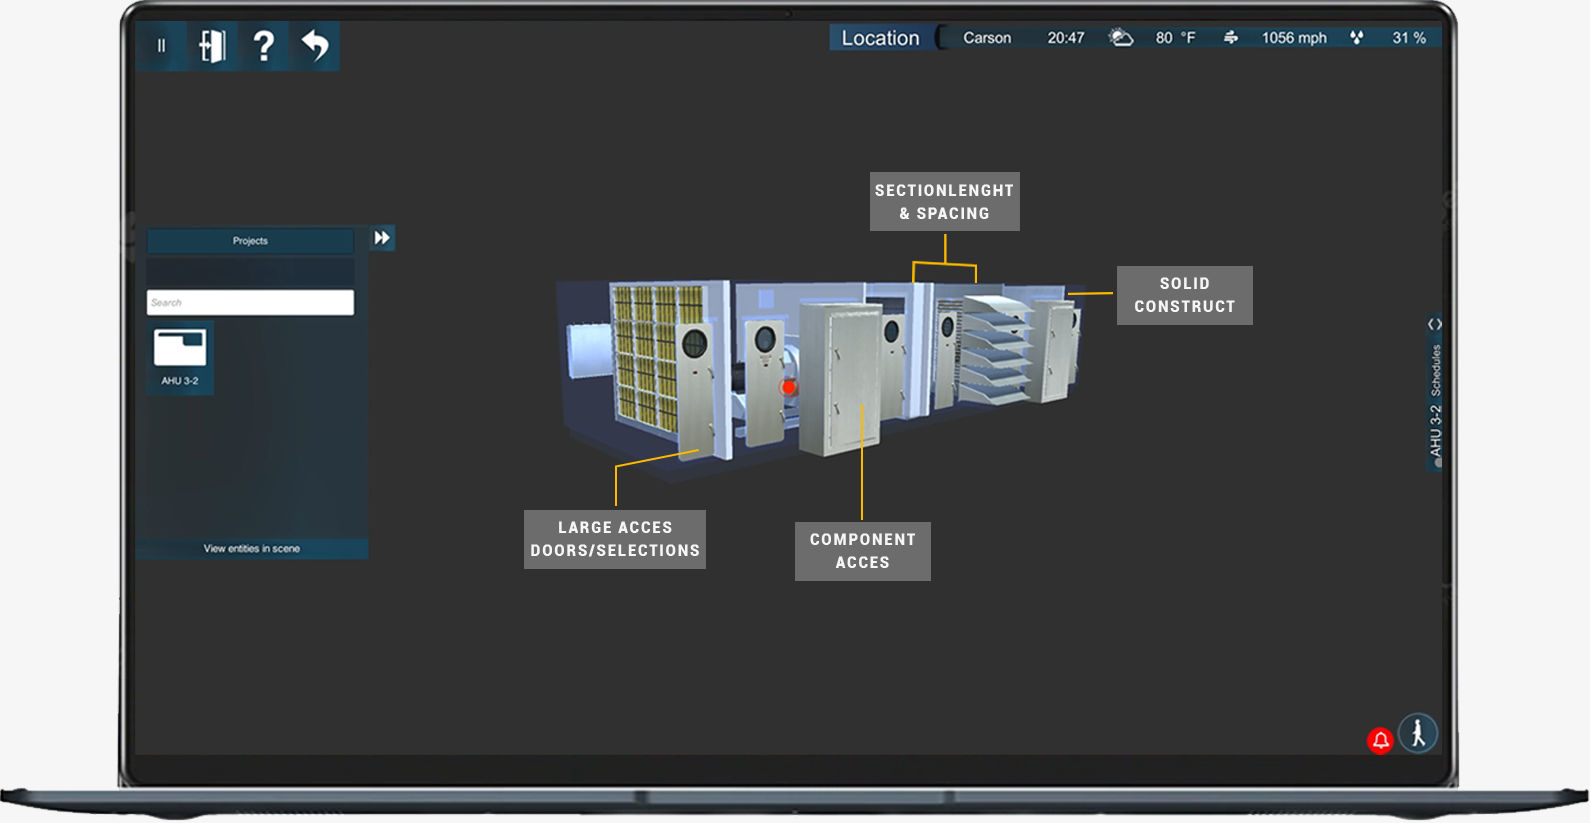 Location Carson 20:47 80 °F 1056 mph 31 %
SECTIONLENGHT
& SPACING
Projects
Search
AHU 3-2
View entities in scene
SOLID
CONSTRUCT
AHU 3-2 Schedules
LARGE ACCES
DOORS/SELECTIONS
COMPONENT
ACCES